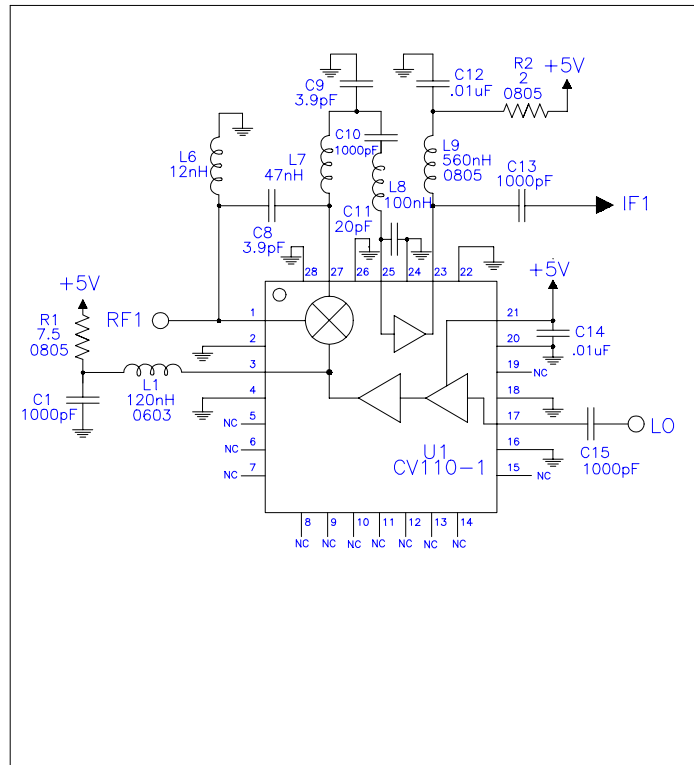 C9
3.9pF
C12
.01uF
R2
2
0805
+5V
L6
12nH
L7
47nH
C10
1000pF
L8
100nH
L9
560nH
0805
C13
1000pF
IF1
C8
3.9pF
C11
20pF
28 27 26 25 24 23 22
+5V
R1
7.5
0805
RF1
+5V
1
2
3
4
NC 5
NC 6
NC 7
L1
120nH
0603
C1
1000pF
21
20
19 NC
18
17
16
15 NC
C14
.01uF
LO
C15
1000pF
U1
CV110-1
8 9 10 11 12 13 14
NC NC NC NC NC NC NC